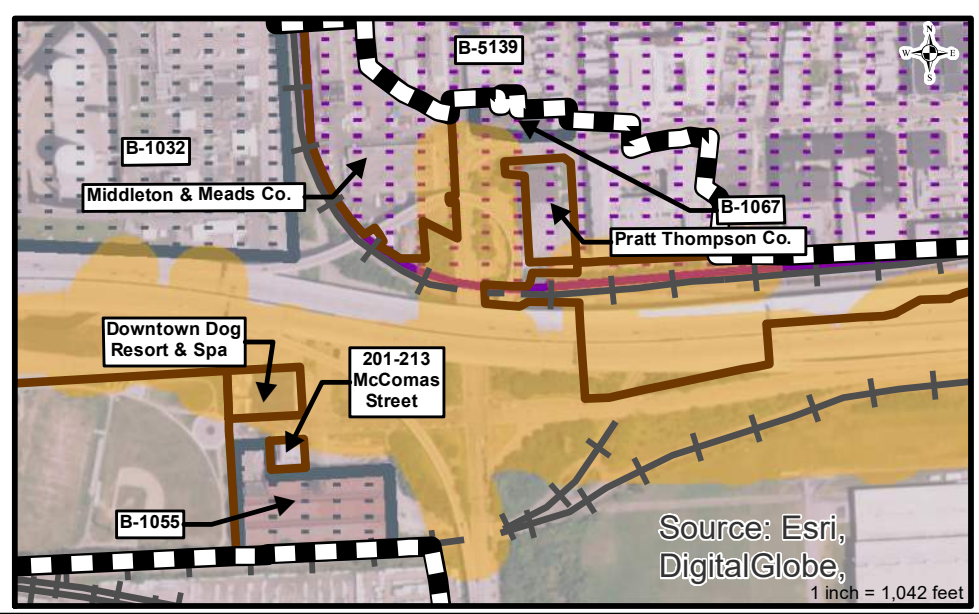 N
W E
S
B-5139
B-1032
Middleton & Meads Co.
B-1067
Pratt Thompson Co.
Downtown Dog
Resort & Spa
201-213
McComas
Street
B-1055
Source: Esri,
DigitalGlobe,
1 inch = 1,042 feet